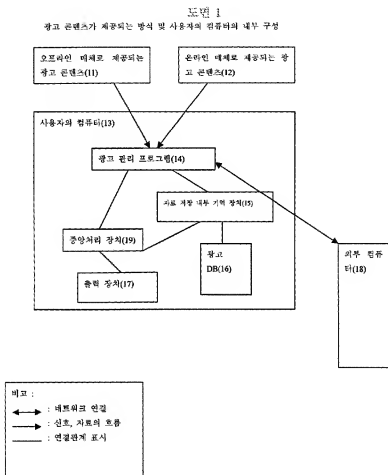 도면 1
광고 콘텐츠가 제공되는 방식 및 사용자의 컴퓨터의 내부 구성
오프라인 매체로 제공되는
광고 콘텐츠(11)
온라인 매체로 제공되는 광
고 콘텐츠(12)
사용자의 컴퓨터(13)
광고 관리 프로그램(14)
자료 저장 내부 기억 장치(15)
중앙처리 장치(19)
광고
DB(16)
출력 장치(17)
외부 컴퓨
터(18)
비고 :
: 네트워크 연결
: 신호, 자료의 흐름
: 연결관계 표시